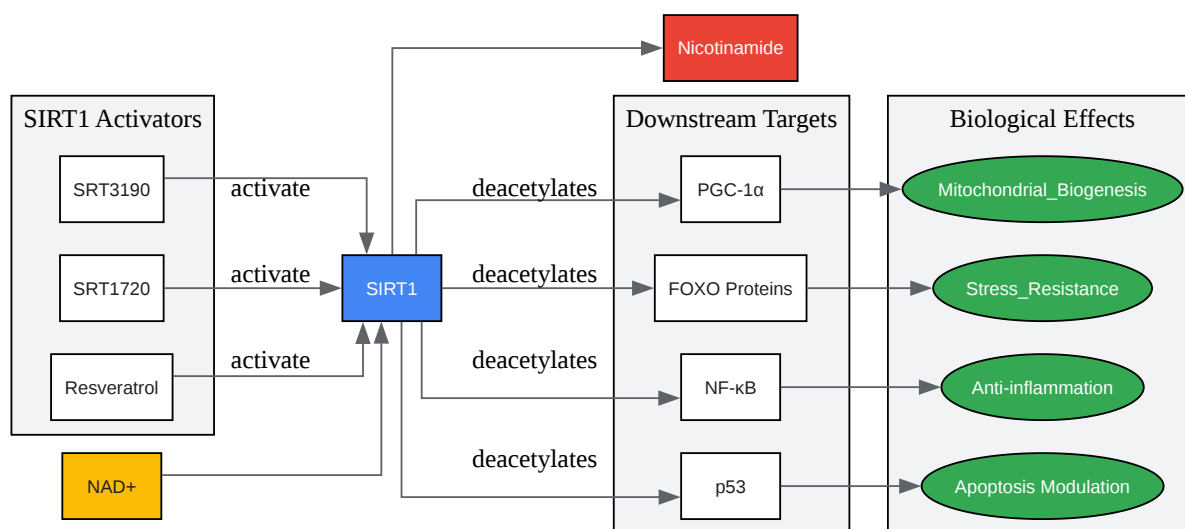 Nicotinamide
SIRT1 Activators
Downstream Targets
Biological Effects
SRT3190
activate
deacetylates
PGC-1α
Mitochondrial_Biogenesis
SRT1720
activate
SIRT1
deacetylates
FOXO Proteins
Stress_Resistance
Resveratrol
activate
deacetylates
NF-κB
Anti-inflammation
NAD+
deacetylates
p53
Apoptosis Modulation